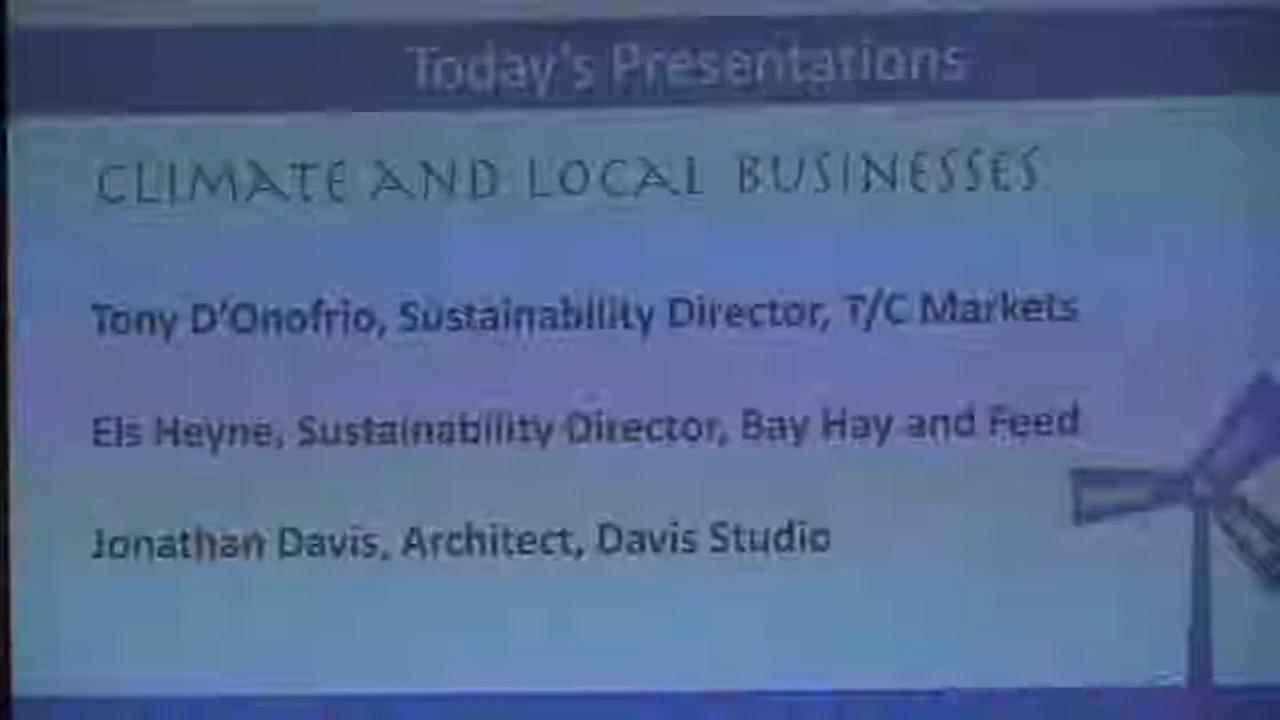 Today's Presentations
CLIMATE AND LOCAL BUSINESSES
Tony D'Onofrio, Sustainability Director, T/C Markets
Els Heyne, Sustainability Director, Bay Hay and Feed
Jonathan Davis, Architect, Davis Studio